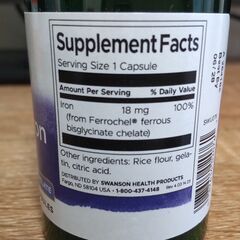 Supplement Facts
Serving Size 1 Capsule
Amount Per Serving % Daily Value
Iron 18 mg 100%
(from Ferrochel® ferrous
bisglycinate chelate)
Other ingredients: Rice flour, gela-
tin, citric acid.
DISTRIBUTED BY SWANSON HEALTH PRODUCTS
Fargo, ND 58104 USA • 1-800-437-4148
06/28